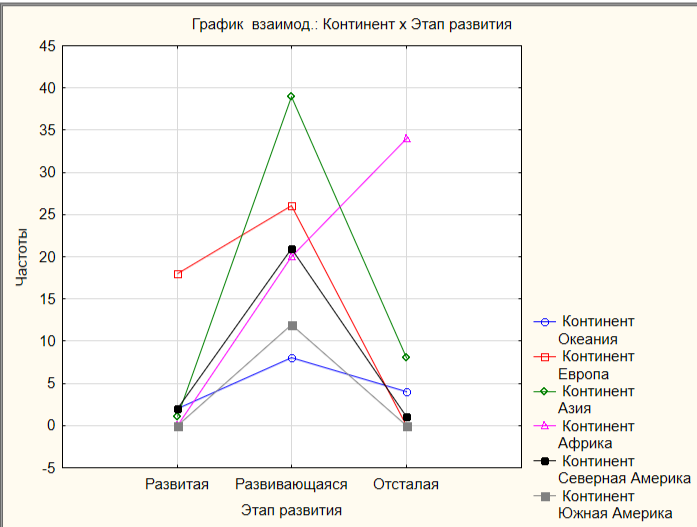 График взаимод.: Континент x Этап развития
45
40
35
30
25
20
15
10
5
0
-5
Частоты
Развитая Развивающаяся Отсталая
Этап развития
Континент
Океания
Континент
Европа
Континент
Азия
Континент
Африка
Континент
Северная Америка
Континент
Южная Америка